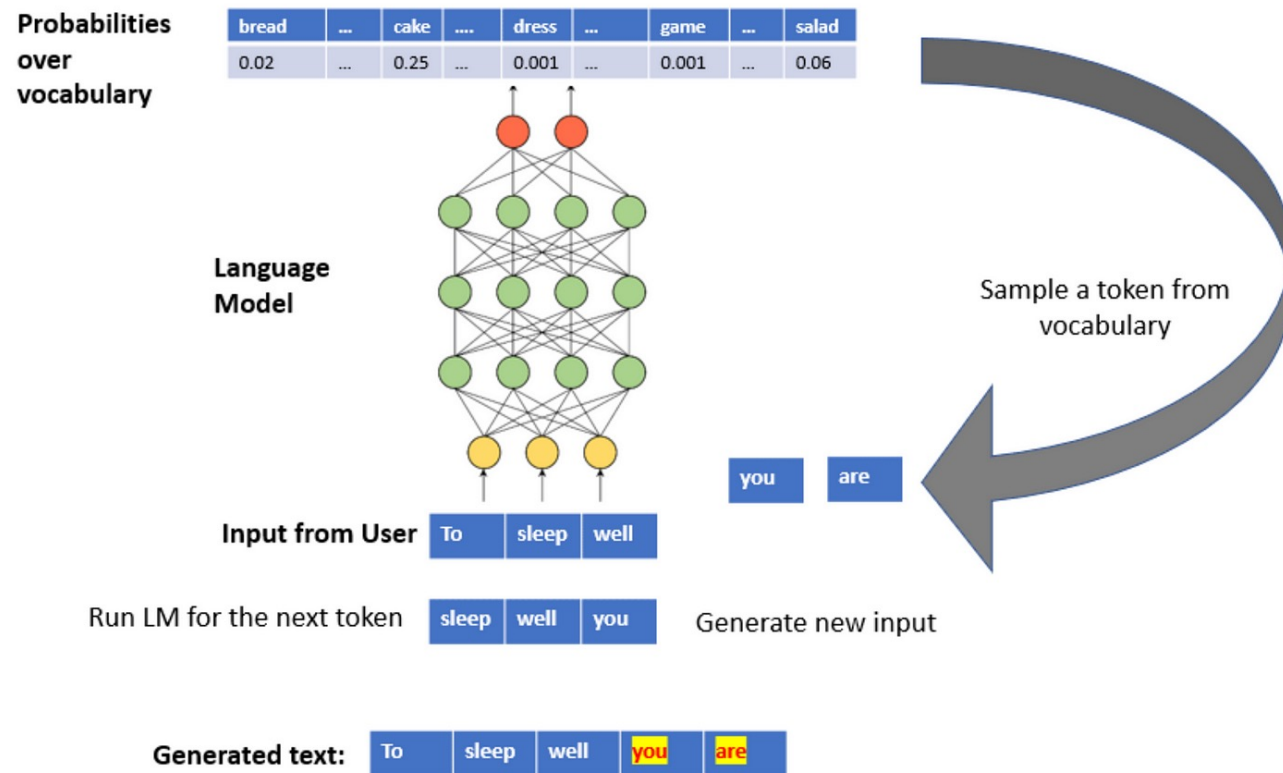 Probabilities
over
vocabulary
bread ... cake .... dress ... game ... salad
0.02 ... 0.25 ... 0.001 ... 0.001 ... 0.06
Language
Model
Sample a token from
vocabulary
you are
Input from User To sleep well
Run LM for the next token sleep well you Generate new input
Generated text: To sleep well you are